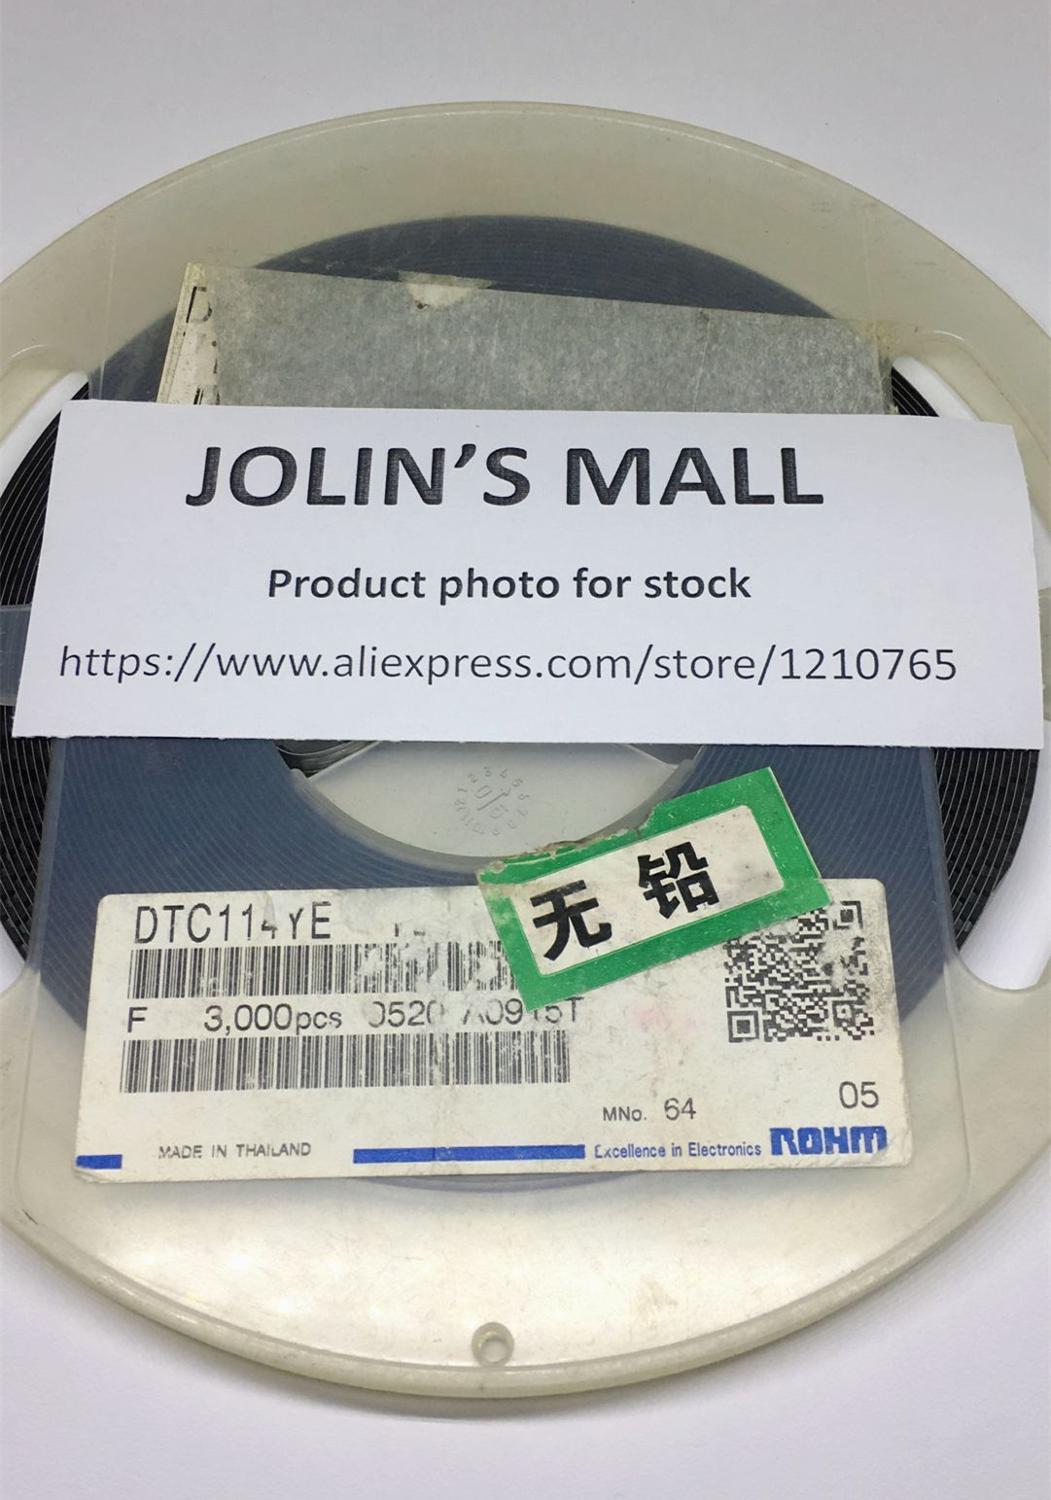 JOLIN'S MALL
Product photo for stock
https://www.aliexpress.com/store/1210765
无铅
DTC114YE
F 3,000pcs 0520
MNo. 64
05
MADE IN THAILAND
Excellence in Electronics ROHM